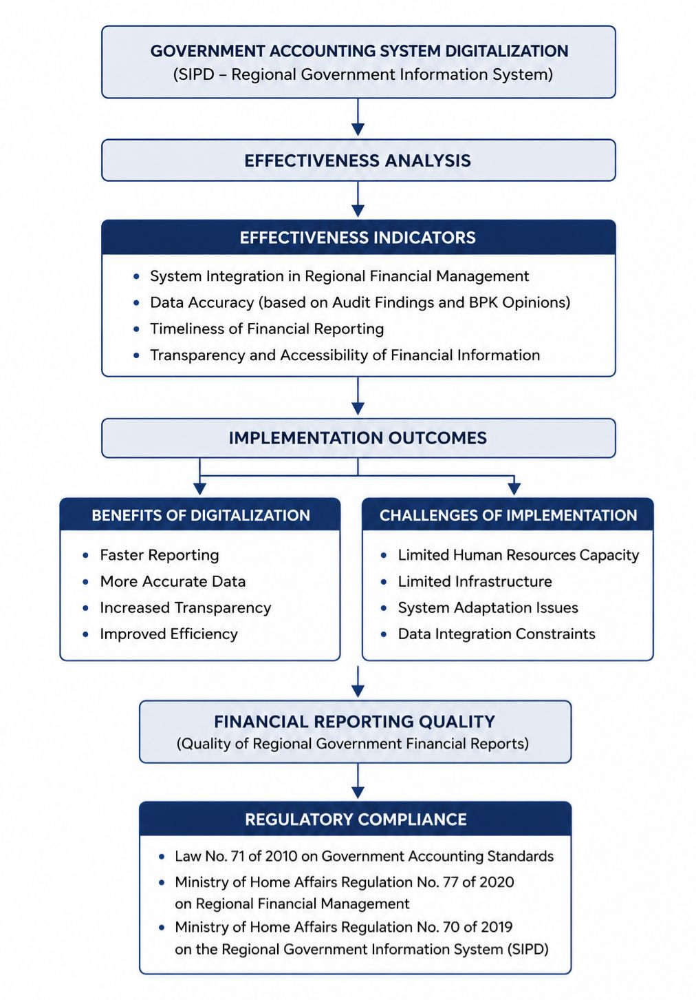 GOVERNMENT ACCOUNTING SYSTEM DIGITALIZATION
(SIPD – Regional Government Information System)
EFFECTIVENESS ANALYSIS
EFFECTIVENESS INDICATORS
• System Integration in Regional Financial Management
• Data Accuracy (based on Audit Findings and BPK Opinions)
• Timeliness of Financial Reporting
• Transparency and Accessibility of Financial Information
IMPLEMENTATION OUTCOMES
BENEFITS OF DIGITALIZATION
• Faster Reporting
• More Accurate Data
• Increased Transparency
• Improved Efficiency
CHALLENGES OF IMPLEMENTATION
• Limited Human Resources Capacity
• Limited Infrastructure
• System Adaptation Issues
• Data Integration Constraints
FINANCIAL REPORTING QUALITY
(Quality of Regional Government Financial Reports)
REGULATORY COMPLIANCE
• Law No. 71 of 2010 on Government Accounting Standards
• Ministry of Home Affairs Regulation No. 77 of 2020
on Regional Financial Management
• Ministry of Home Affairs Regulation No. 70 of 2019
on the Regional Government Information System (SIPD)